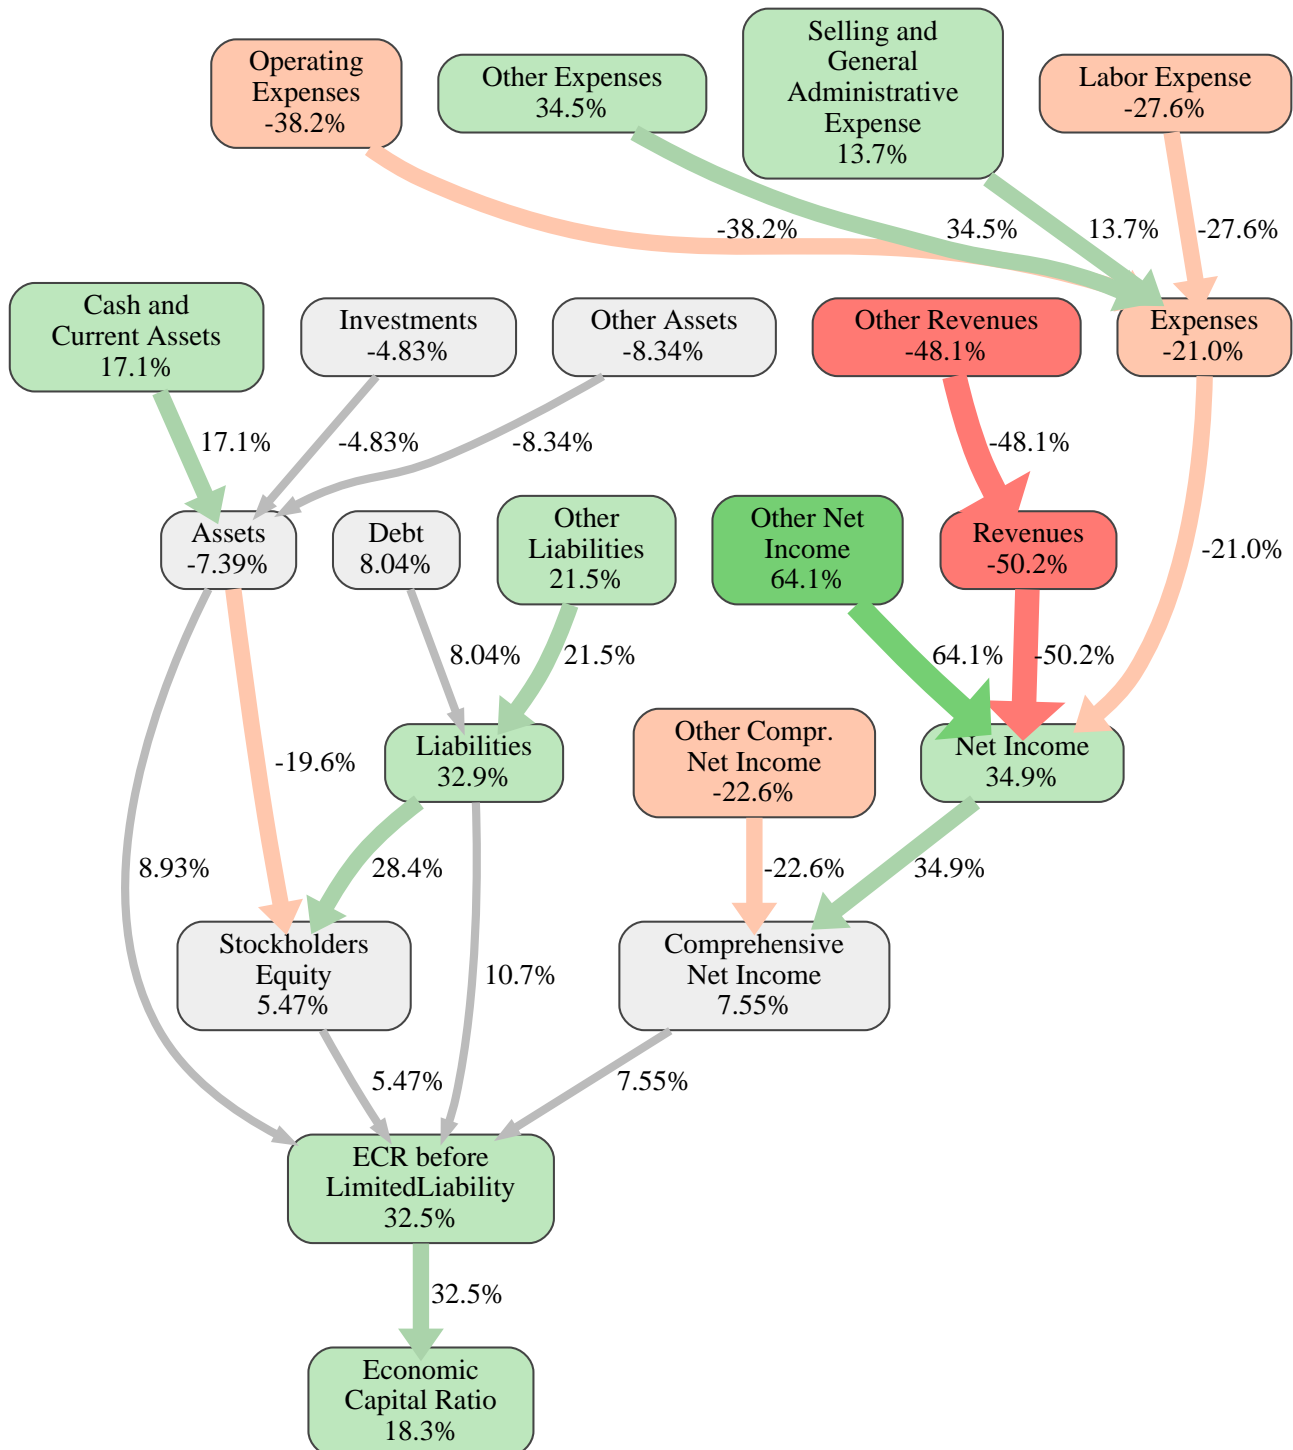 Operating
Expenses
-38.2%
Other Expenses
34.5%
Selling and
General
Administrative
Expense
13.7%
Labor Expense
-27.6%
-38.2%
34.5%
13.7%
-27.6%
Cash and
Current Assets
17.1%
Investments
-4.83%
Other Assets
-8.34%
Other Revenues
-48.1%
Expenses
-21.0%
17.1%
-4.83%
-8.34%
-48.1%
-21.0%
Assets
-7.39%
Debt
8.04%
Other
Liabilities
21.5%
Other Net
Income
64.1%
Revenues
-50.2%
8.04%
21.5%
64.1%
-50.2%
-19.6%
Liabilities
32.9%
Other Compr.
Net Income
-22.6%
Net Income
34.9%
8.93%
28.4%
-22.6%
34.9%
Stockholders
Equity
5.47%
10.7%
Comprehensive
Net Income
7.55%
5.47%
7.55%
ECR before
LimitedLiability
32.5%
32.5%
Economic
Capital Ratio
18.3%